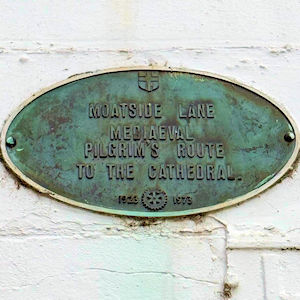 MOATSIDE LANE
MEDIAEVAL
PILGRIM'S ROUTE
TO THE CATHEDRAL.
1923 1973